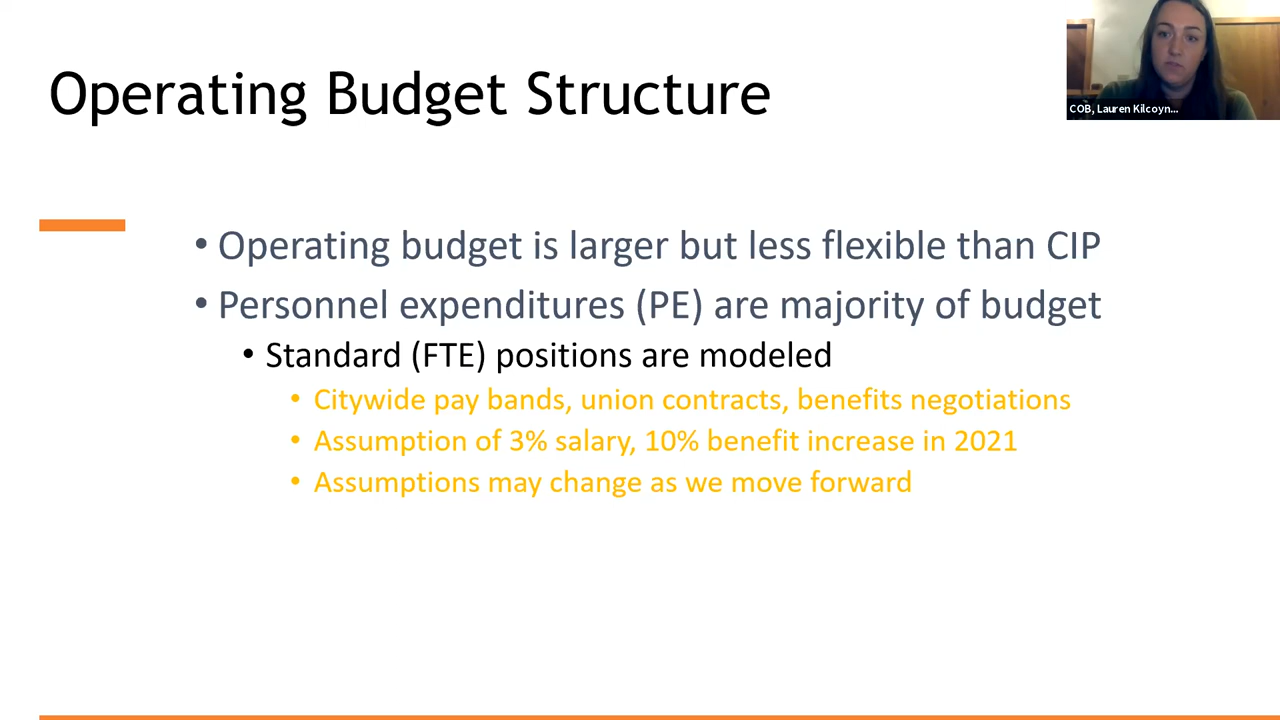 Operating Budget Structure
COB, Lauren Kilcoyn...
• Operating budget is larger but less flexible than CIP
• Personnel expenditures (PE) are majority of budget
• Standard (FTE) positions are modeled
• Citywide pay bands, union contracts, benefits negotiations
• Assumption of 3% salary, 10% benefit increase in 2021
• Assumptions may change as we move forward